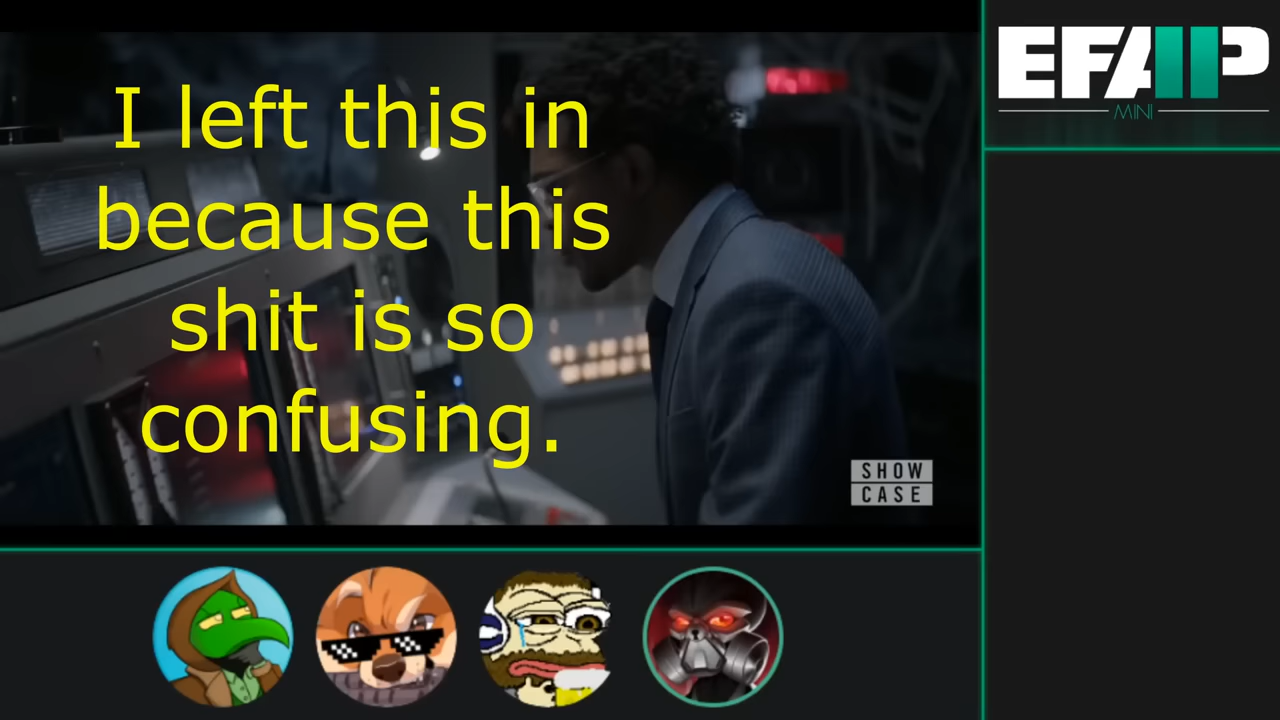 I left this in
because this
shit is so
confusing.
SHOW
CASE
EFAP
MINI